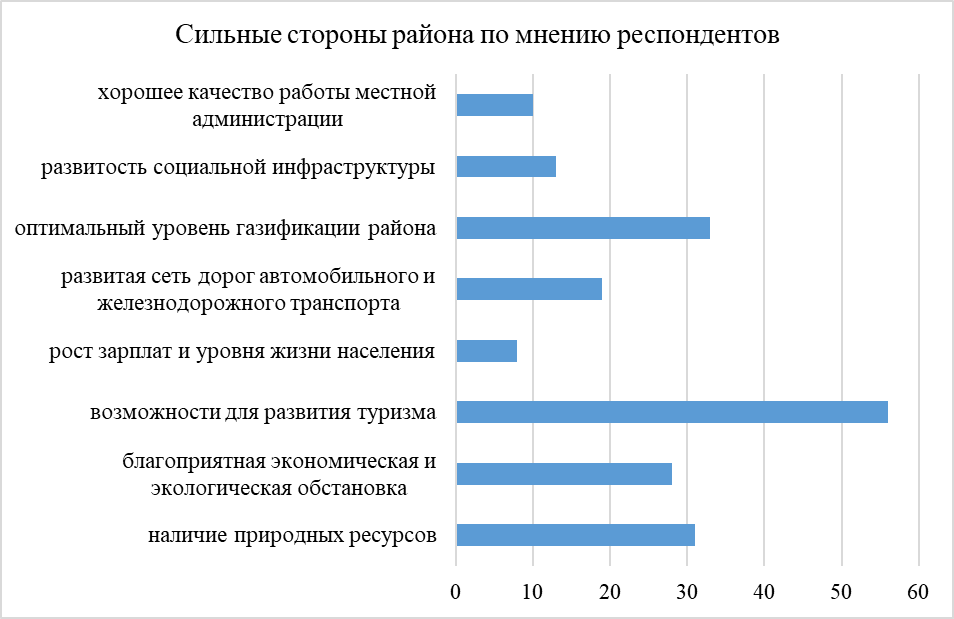 Сильные стороны района по мнению респондентов
хорошее качество работы местной
администрации
развитость социальной инфраструктуры
оптимальный уровень газификации района
развитая сеть дорог автомобильного и
железнодорожного транспорта
рост зарплат и уровня жизни населения
возможности для развития туризма
благоприятная экономическая и
экологическая обстановка
наличие природных ресурсов
0 10 20 30 40 50 60